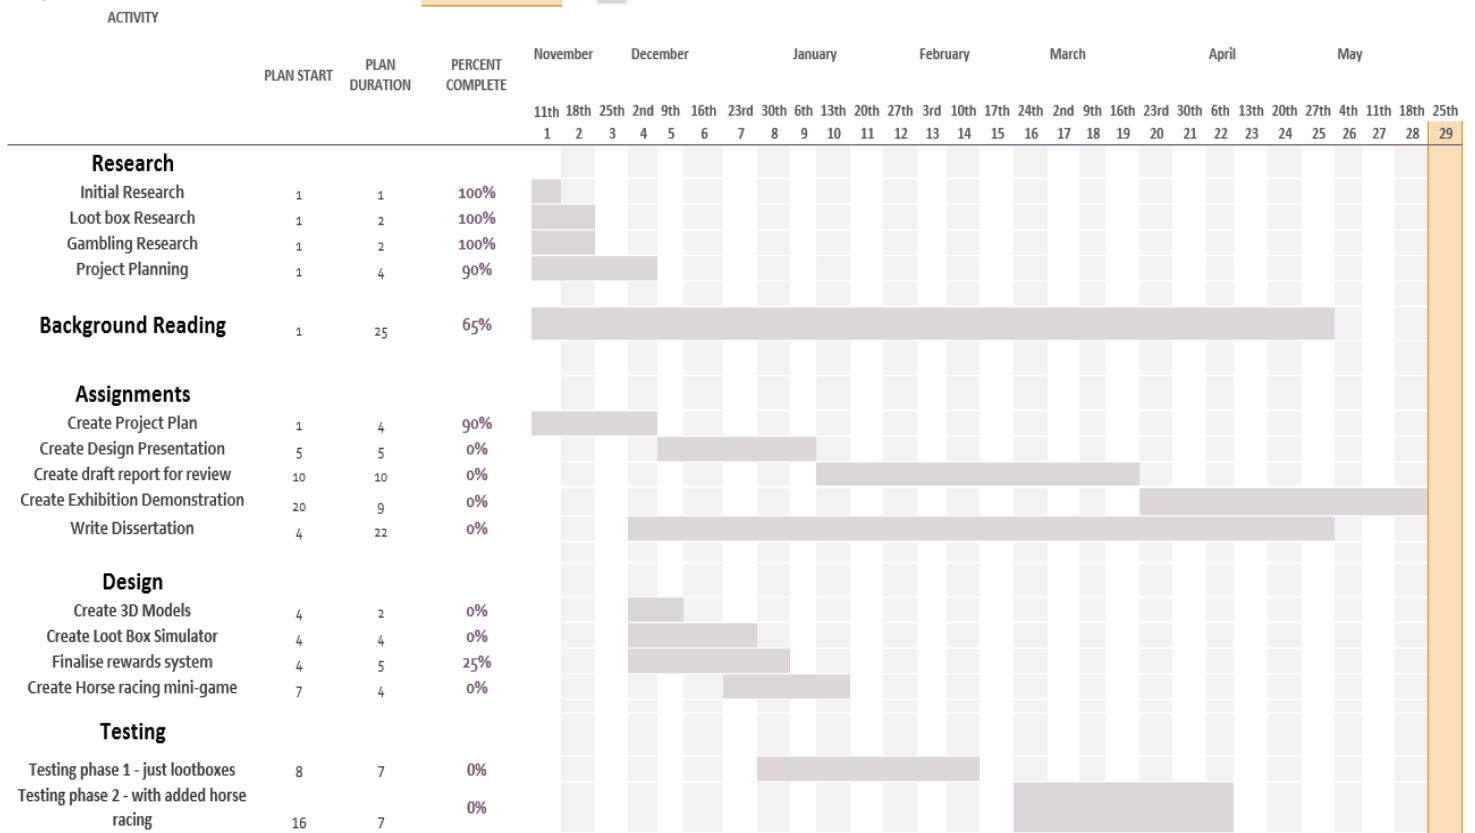 ACTIVITY
PLAN START PLAN DURATION PERCENT COMPLETE
November December January February March April May
11th 18th 25th 2nd 9th 16th 23rd 30th 6th 13th 20th 27th 3rd 10th 17th 24th 2nd 9th 16th 23rd 30th 6th 13th 20th 27th 4th 11th 18th 25th
1 2 3 4 5 6 7 8 9 10 11 12 13 14 15 16 17 18 19 20 21 22 23 24 25 26 27 28 29
Research
Initial Research 1 1 100%
Loot box Research 1 2 100%
Gambling Research 1 2 100%
Project Planning 1 4 90%
Background Reading 1 25 65%
Assignments
Create Project Plan 1 4 90%
Create Design Presentation 5 5 0%
Create draft report for review 10 10 0%
Create Exhibition Demonstration 20 9 0%
Write Dissertation 4 22 0%
Design
Create 3D Models 4 2 0%
Create Loot Box Simulator 4 4 0%
Finalise rewards system 4 5 25%
Create Horse racing mini-game 7 4 0%
Testing
Testing phase 1 - just lootboxes 8 7 0%
Testing phase 2 - with added horse
racing 16 7 0%